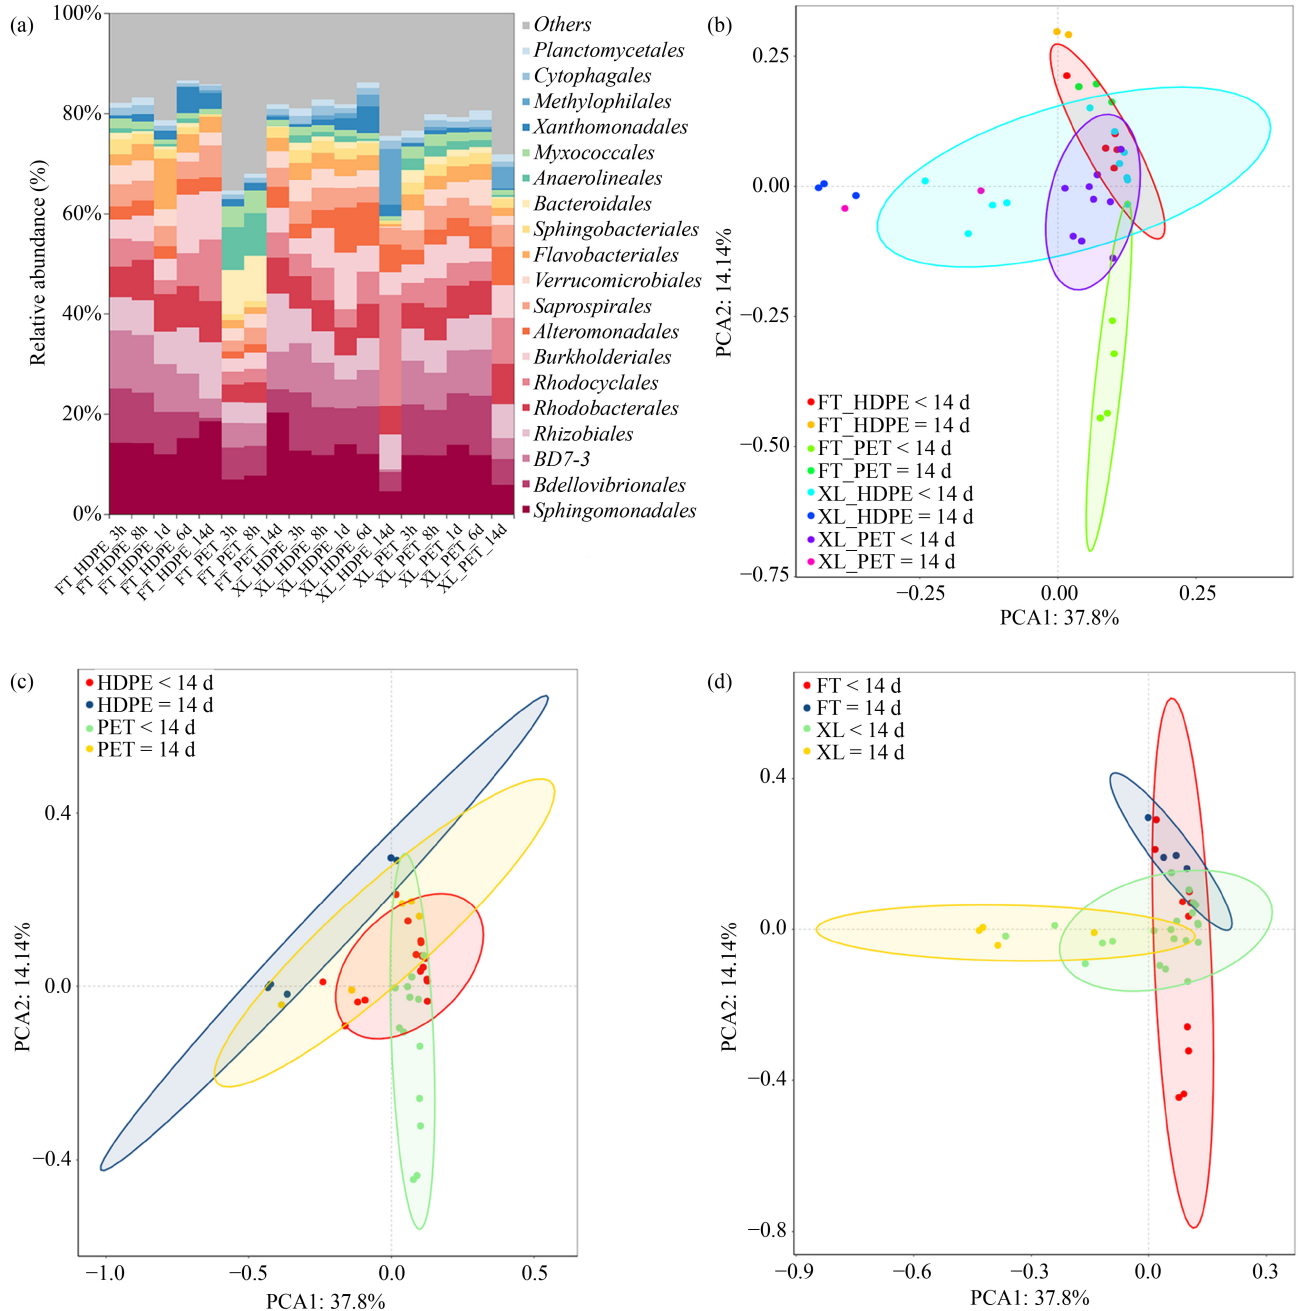 (a)
100%
80%
60%
40%
20%
0%
Relative abundance (%)
Others
Planctomycetales
Cytophagales
Methylophilales
Xanthomonadales
Myxococcales
Anaerolineales
Bacteroidales
Sphingobacteriales
Flavobacteriales
Verrucomicrobiales
Saprospirales
Alteromonadales
Burkholderiales
Rhodocyclales
Rhodobacterales
Rhizobiales
BD7-3
Bdellovibrionales
Sphingomonadales
FT_HDPE_3h
FT_HDPE_8h
FT_HDPE_1d
FT_HDPE_6d
FT_HDPE_14d
FT_PET_3h
FT_PET_8h
FT_PET_14d
XL_HDPE_3h
XL_HDPE_8h
XL_HDPE_1d
XL_HDPE_6d
XL_HDPE_14d
XL_PET_3h
XL_PET_8h
XL_PET_1d
XL_PET_6d
XL_PET_14d
(b)
0.25
0.00
−0.25
−0.50
−0.75
PCA2: 14.14%
FT_HDPE < 14 d
FT_HDPE = 14 d
FT_PET < 14 d
FT_PET = 14 d
XL_HDPE < 14 d
XL_HDPE = 14 d
XL_PET < 14 d
XL_PET = 14 d
−0.25
0.00
0.25
PCA1: 37.8%
(c)
HDPE < 14 d
HDPE = 14 d
PET < 14 d
PET = 14 d
0.4
0.0
−0.4
PCA2: 14.14%
−1.0
−0.5
0.0
0.5
PCA1: 37.8%
(d)
FT < 14 d
FT = 14 d
XL < 14 d
XL = 14 d
0.4
0.0
−0.4
−0.8
PCA2: 14.14%
−0.9
−0.6
−0.3
0.0
0.3
PCA1: 37.8%